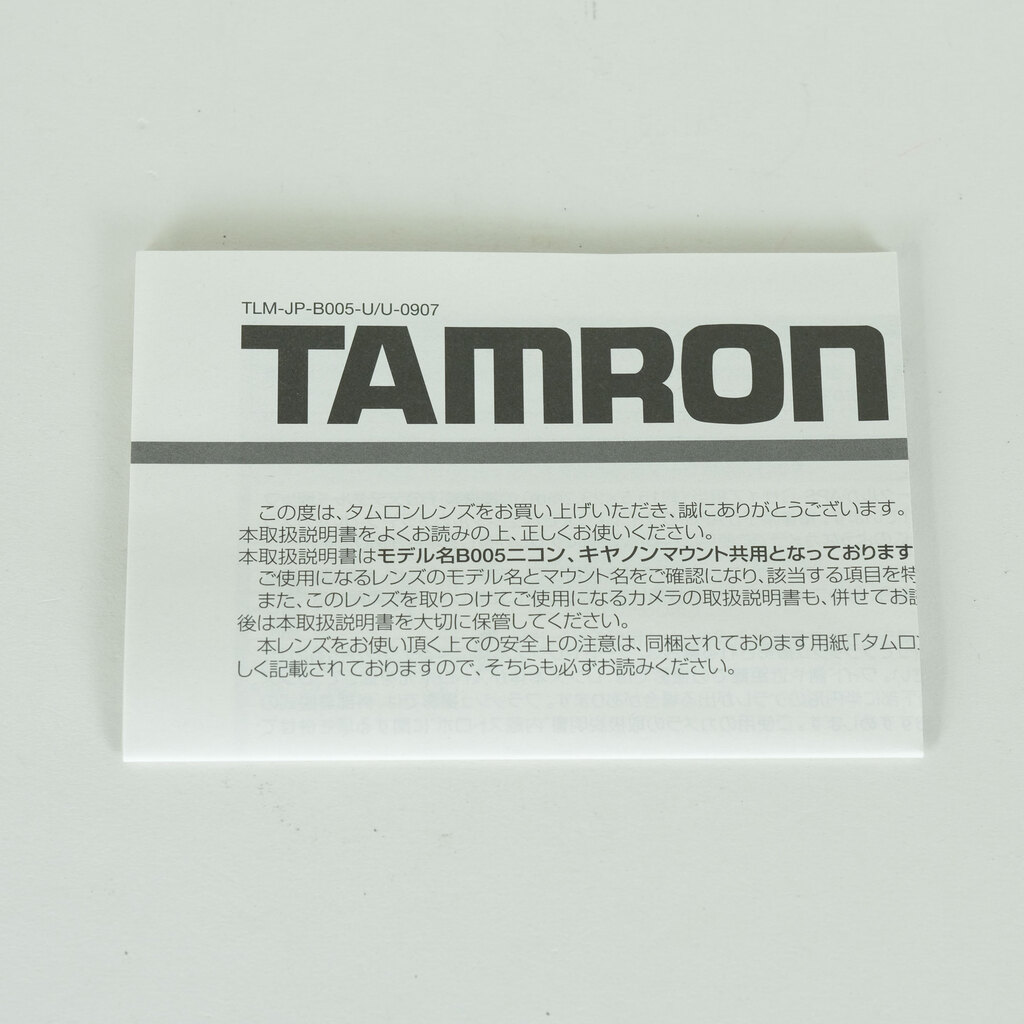 TLM-JP-B005-U/U-0907
TAMRON
この度は、タムロンレンズをお買い上げいただき、誠にありがとうございます。
本取扱説明書をよくお読みの上、正しくお使いください。
本取扱説明書はモデル名B005ニコン、キヤノンマウント共用となっております
ご使用になるレンズのモデル名とマウント名をご確認になり、該当する項目を特
また、このレンズを取りつけてご使用になるカメラの取扱説明書も、併せてお読
後は本取扱説明書を大切に保管してください。
本レンズをお使い頂く上での安全上の注意は、同梱されております用紙「タムロン
しく記載されておりますので、そちらも必ずお読みください。